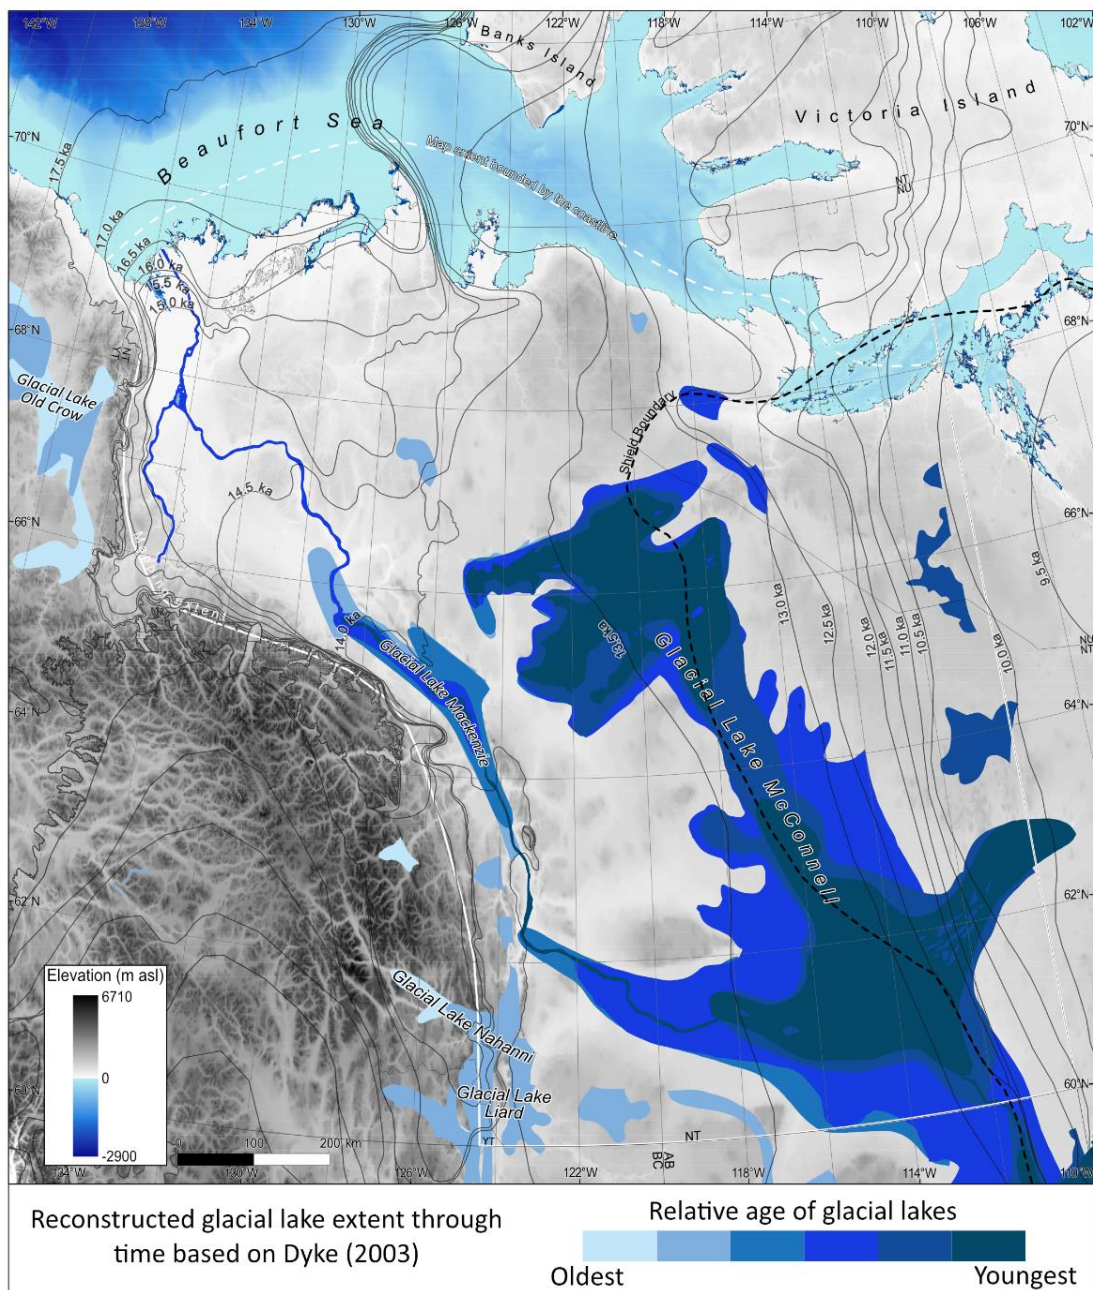 142°W
138°W
134°W
130°W
126°W
122°W
118°W
114°W
110°W
106°W
102°W
Banks Island
Victoria Island
Beaufort Sea
Map extent bounded by the coastline
70°N
70°N
17.5 ka
17.0 ka
16.5 ka
16.0 ka
15.5 ka
15.0 ka
NT
NU
68°N
68°N
YT
NT
Glacial Lake
Old Crow
Shield Boundary
14.5 ka
66°N
66°N
14.0 ka
13.5 ka
13.0 ka
12.5 ka
12.0 ka
11.5 ka
11.0 ka
10.5 ka
10.0 ka
9.5 ka
NU
NT
Glacial Lake Mackenzie
Glacial Lake McConnell
64°N
64°N
62°N
62°N
Glacial Lake Nahanni
Glacial Lake
Liard
60°N
60°N
Elevation (m asl)
6710
0
-2900
0 100 200 km
YT
NT
BC
AB
134°W
130°W
126°W
122°W
118°W
114°W
110°W
Reconstructed glacial lake extent through
time based on Dyke (2003)
Relative age of glacial lakes
Oldest
Youngest